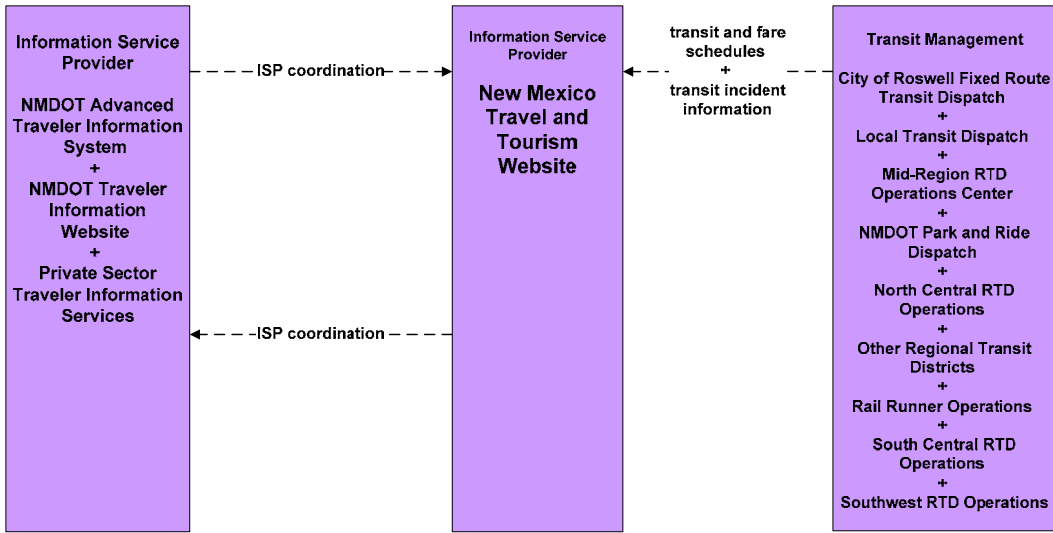 Information Service
Provider
NMDOT Advanced
Traveler Information
System
+
NMDOT Traveler
Information
Website
+
Private Sector
Traveler Information
Services
ISP coordination
ISP coordination
Information Service
Provider
New Mexico
Travel and
Tourism
Website
transit and fare
schedules
+
transit incident
information
Transit Management
City of Roswell Fixed Route
Transit Dispatch
+
Local Transit Dispatch
+
Mid-Region RTD
Operations Center
+
NMDOT Park and Ride
Dispatch
+
North Central RTD
Operations
+
Other Regional Transit
Districts
+
Rail Runner Operations
+
South Central RTD
Operations
+
Southwest RTD Operations